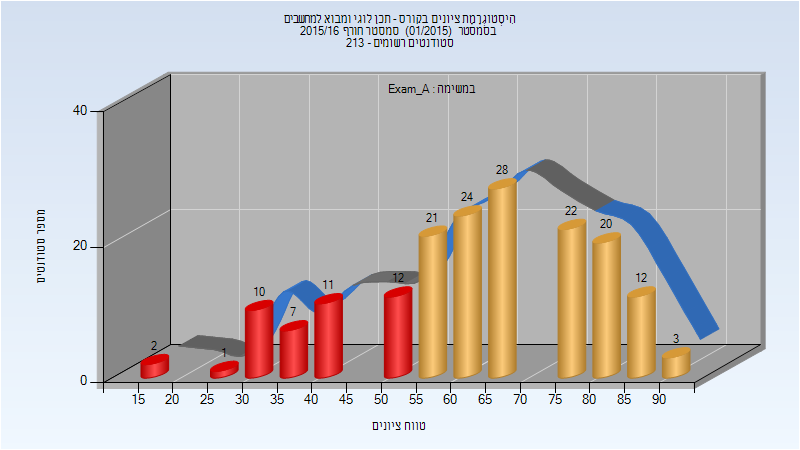 היסטוגרמת ציונים בקורס - תכן לוגי ומבוא למחשבים
בסמסטר (01/2015) סמסטר חורף 2015/16
סטודנטים רשומים - 213
במשימה : Exam_A
מספר סטודנטים
40
20
0
2
1
10
7
11
12
21
24
28
22
20
12
3
15 20 25 30 35 40 45 50 55 60 65 70 75 80 85 90
טווח ציונים